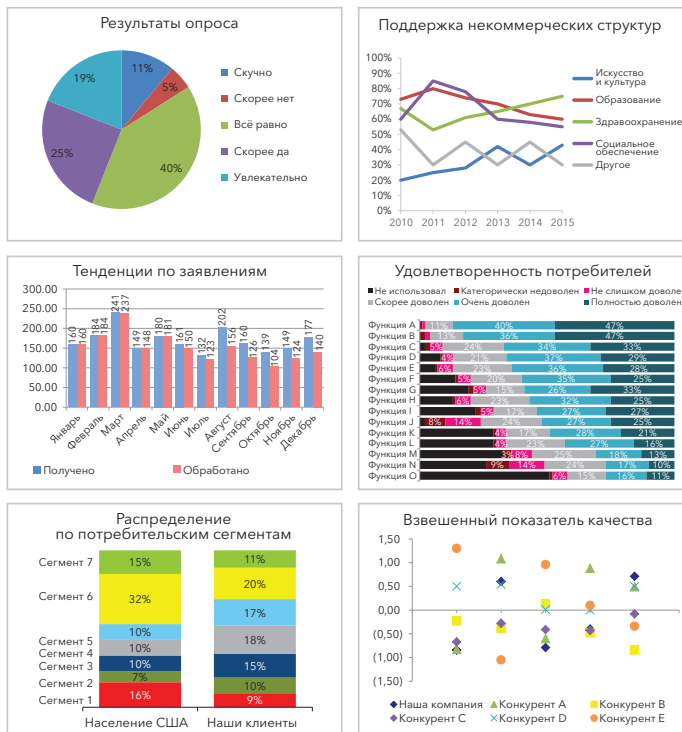 Результаты опроса
11%
5%
40%
25%
19%
Скучно
Скорее нет
Всё равно
Скорее да
Увлекательно
Поддержка некоммерческих структур
100%
90%
80%
70%
60%
50%
40%
30%
20%
10%
0%
2010 2011 2012 2013 2014 2015
Искусство
и культура
Образование
Здравоохранение
Социальное
обеспечение
Другое
Тенденции по заявлениям
300.00
250.00
200.00
150.00
100.00
50.00
0.00
160 160 184 184 241 237 149 148 180 181 161 150 132 123 202 156 160 126 139 104 149 124 177 140
Январь Февраль Март Апрель Май Июнь Июль Август Сентябрь Октябрь Ноябрь Декабрь
Получено Обработано
Удовлетворенность потребителей
Не использовал Категорически недоволен Не слишком доволен
Скорее доволен Очень доволен Полностью доволен
Функция A 11% 40% 47%
Функция B 13% 36% 47%
Функция C 5% 24% 34% 33%
Функция D 4% 21% 37% 29%
Функция E 6% 23% 36% 28%
Функция F 5% 20% 35% 25%
Функция G 5% 15% 26% 33%
Функция H 6% 23% 32% 25%
Функция I 5% 17% 27% 27%
Функция J 8% 14% 24% 27% 25%
Функция K 4% 17% 28% 21%
Функция L 4% 23% 27% 16%
Функция M 3% 8% 25% 18% 13%
Функция N 9% 14% 24% 17% 10%
Функция O 6% 15% 16% 11%
Распределение
по потребительским сегментам
Сегмент 7 15% 11%
Сегмент 6 32% 20%
17%
Сегмент 5 10%
Сегмент 4 10% 18%
Сегмент 3 10% 15%
Сегмент 2 7% 10%
Сегмент 1 16% 9%
Население США Наши клиенты
Взвешенный показатель качества
1,50
1,00
0,50
0,00
(0,50)
(1,00)
(1,50)
Наша компания Конкурент A Конкурент B
Конкурент C Конкурент D Конкурент E